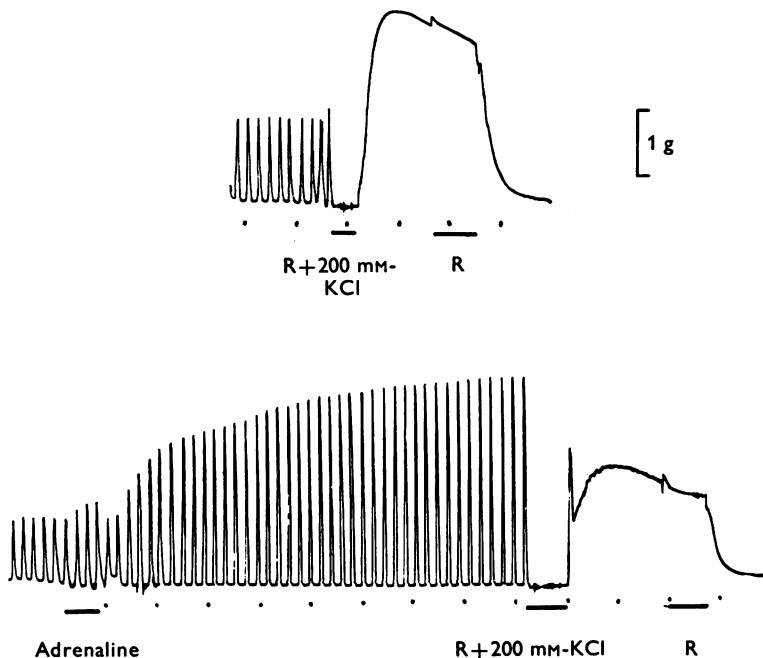 1 g
R+200 mM-
KCl
R
Adrenaline
R+200 mM-KCl
R